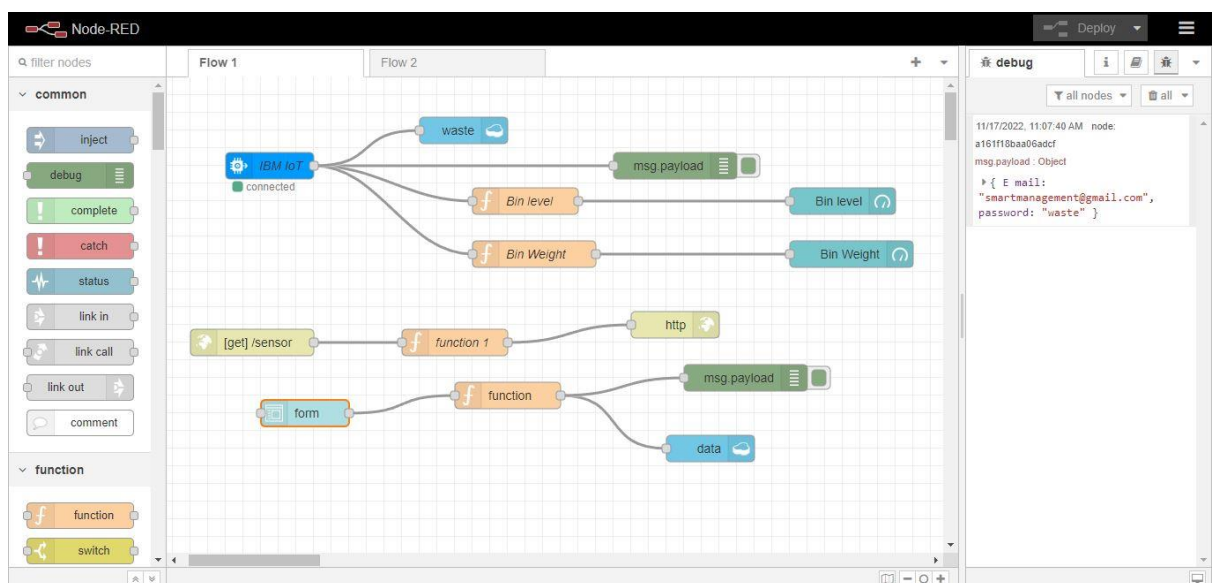 Node-RED
Deploy
filter nodes
common
inject
debug
complete
catch
status
link in
link call
link out
comment
function
function
switch
Flow 1
Flow 2
waste
IBM IoT
connected
msg.payload
Bin level
Bin level
Bin Weight
Bin Weight
[get] /sensor
function 1
http
form
function
msg.payload
data
debug
i
all nodes
all
11/17/2022, 11:07:40 AM node:
a161f18baa06adcf
msg.payload : Object
{ E mail:
"smartmanagement@gmail.com",
password: "waste" }